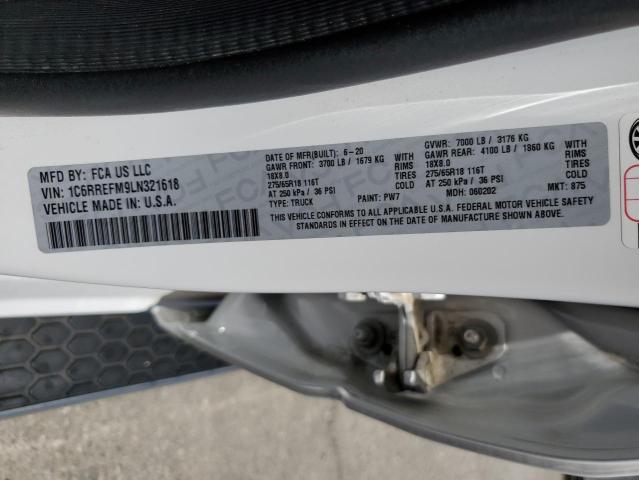 MFD BY: FCA US LLC
VIN: 1C6RREFM9LN321618
VEHICLE MADE IN: U.S.A.
DATE OF MFR(BUILT): 6-20
GAWR FRONT: 3700 LB / 1679 KG WITH
18X8.0 RIMS
275/65R18 116T TIRES
AT 250 kPa / 36 PSI
TYPE: TRUCK PAINT: PW7
GVWR: 7000 LB / 3176 KG
GAWR REAR: 4100 LB / 1860 KG WITH
18X8.0 RIMS
275/65R18 116T TIRES
AT 250 kPa / 36 PSI
MDH: 060202 MKT: 875
THIS VEHICLE CONFORMS TO ALL APPLICABLE U.S.A. FEDERAL MOTOR VEHICLE SAFETY
STANDARDS IN EFFECT ON THE DATE OF MANUFACTURE SHOWN ABOVE.